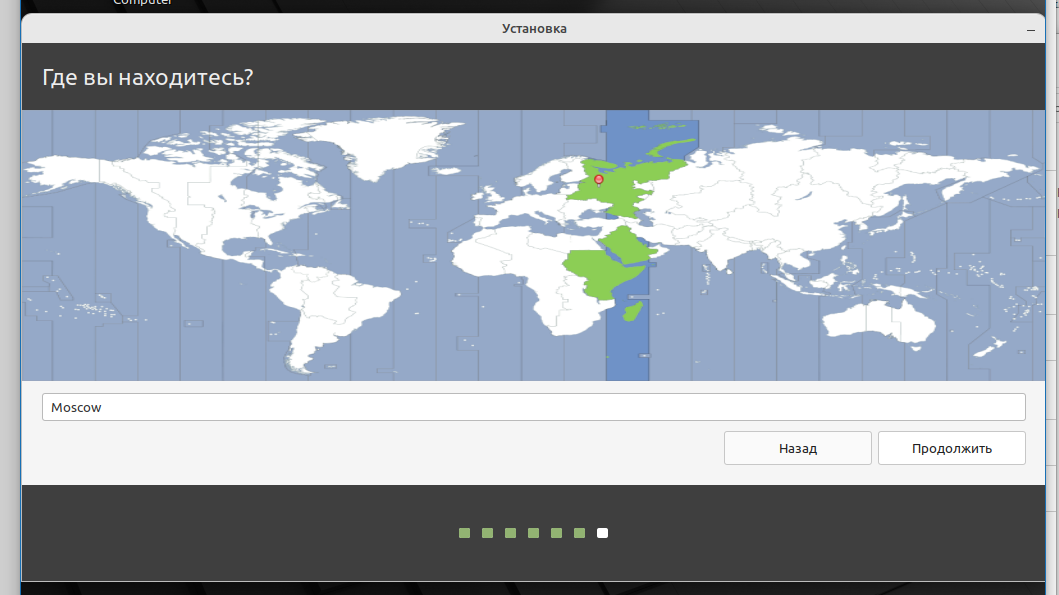 Computer
Установка
Где вы находитесь?
Moscow
Назад
Продолжить